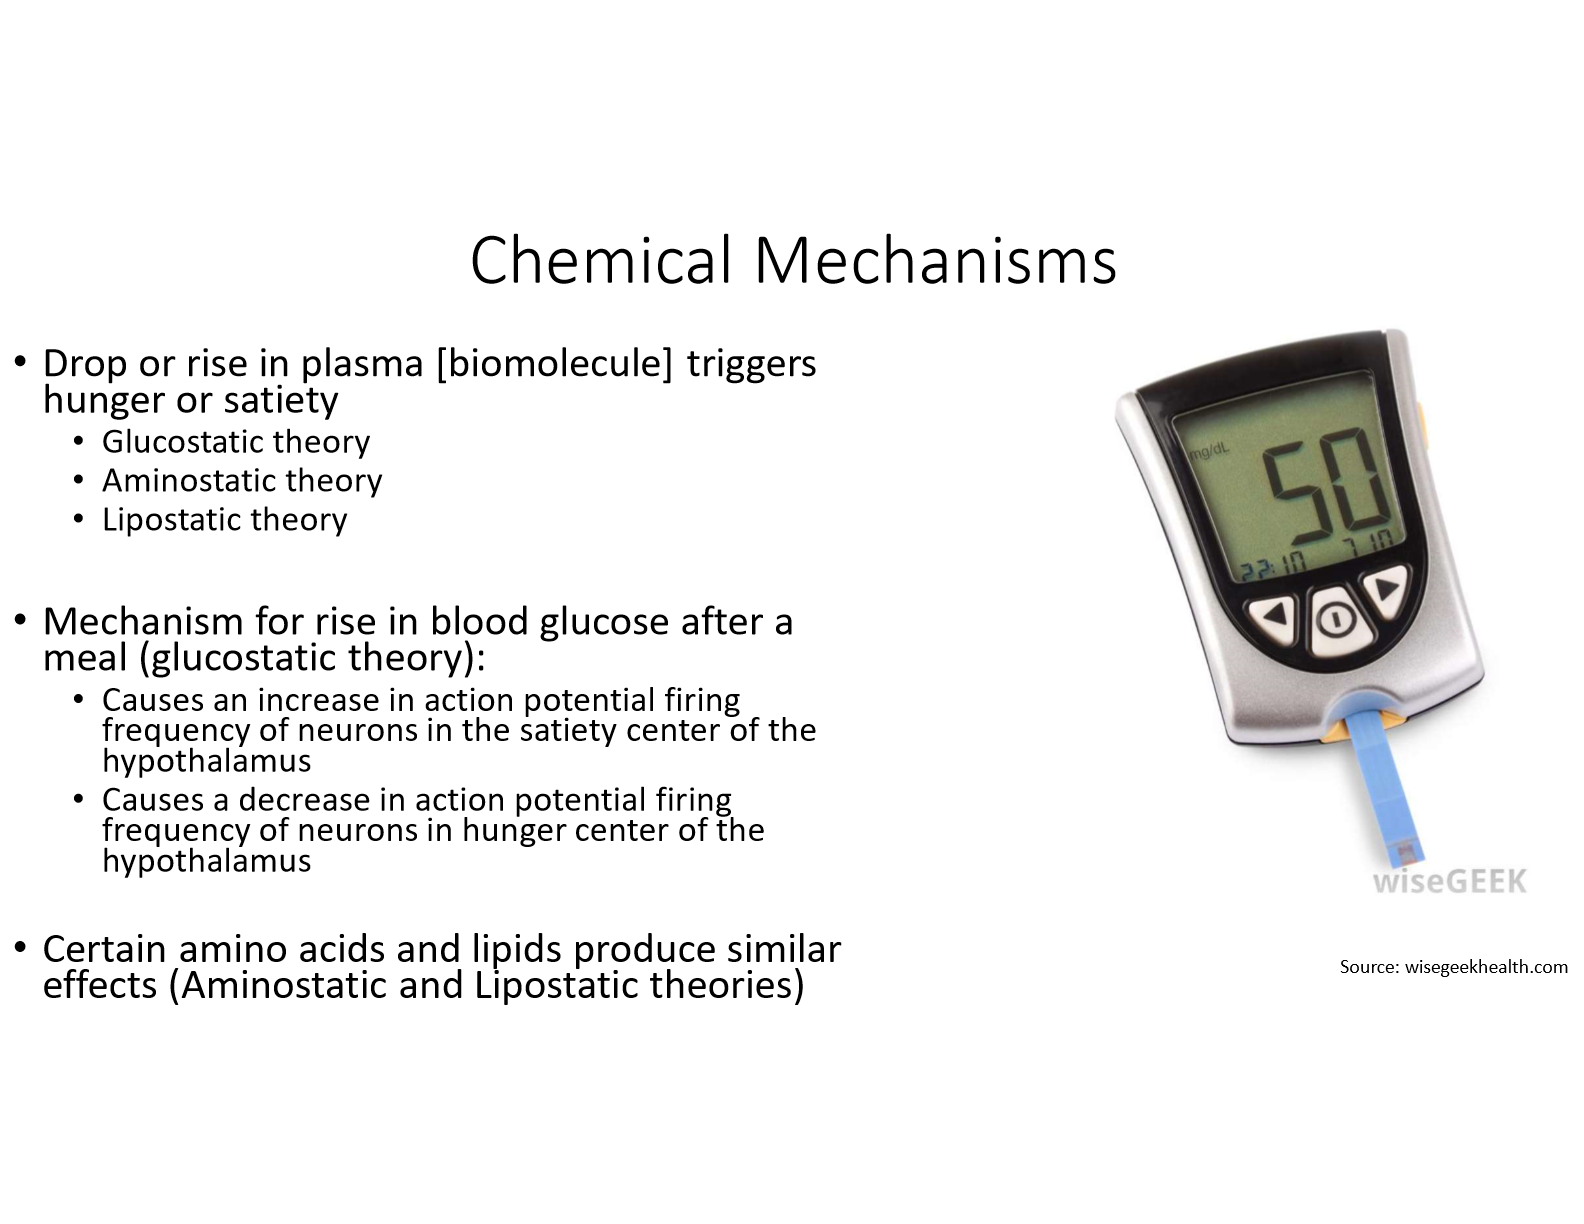 Chemical Mechanisms
• Drop or rise in plasma [biomolecule] triggers
hunger or satiety
• Glucostatic theory
• Aminostatic theory
• Lipostatic theory
• Mechanism for rise in blood glucose after a
meal (glucostatic theory):
• Causes an increase in action potential firing
frequency of neurons in the satiety center of the
hypothalamus
• Causes a decrease in action potential firing
frequency of neurons in hunger center of the
hypothalamus
• Certain amino acids and lipids produce similar
effects (Aminostatic and Lipostatic theories)
mg/dL
50
22:10 7 10
wiseGEEK
Source: wisegeekhealth.com